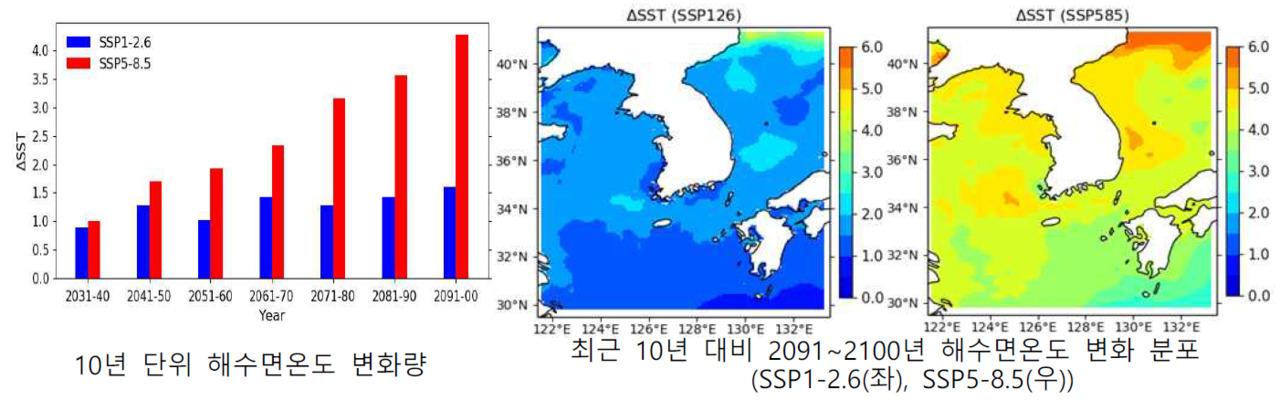 SSP1-2.6
SSP5-8.5
ΔSST
4.0
3.5
3.0
2.5
2.0
1.5
1.0
0.5
0.0
2031-40 2041-50 2051-60 2061-70 2071-80 2081-90 2091-00
Year
10년 단위 해수면온도 변화량
ΔSST (SSP126)
40°N
38°N
36°N
34°N
32°N
30°N
122°E 124°E 126°E 128°E 130°E 132°E
6.0
5.0
4.0
3.0
2.0
1.0
0.0
ΔSST (SSP585)
40°N
38°N
36°N
34°N
32°N
30°N
122°E 124°E 126°E 128°E 130°E 132°E
6.0
5.0
4.0
3.0
2.0
1.0
0.0
최근 10년 대비 2091~2100년 해수면온도 변화 분포
(SSP1-2.6(좌), SSP5-8.5(우))